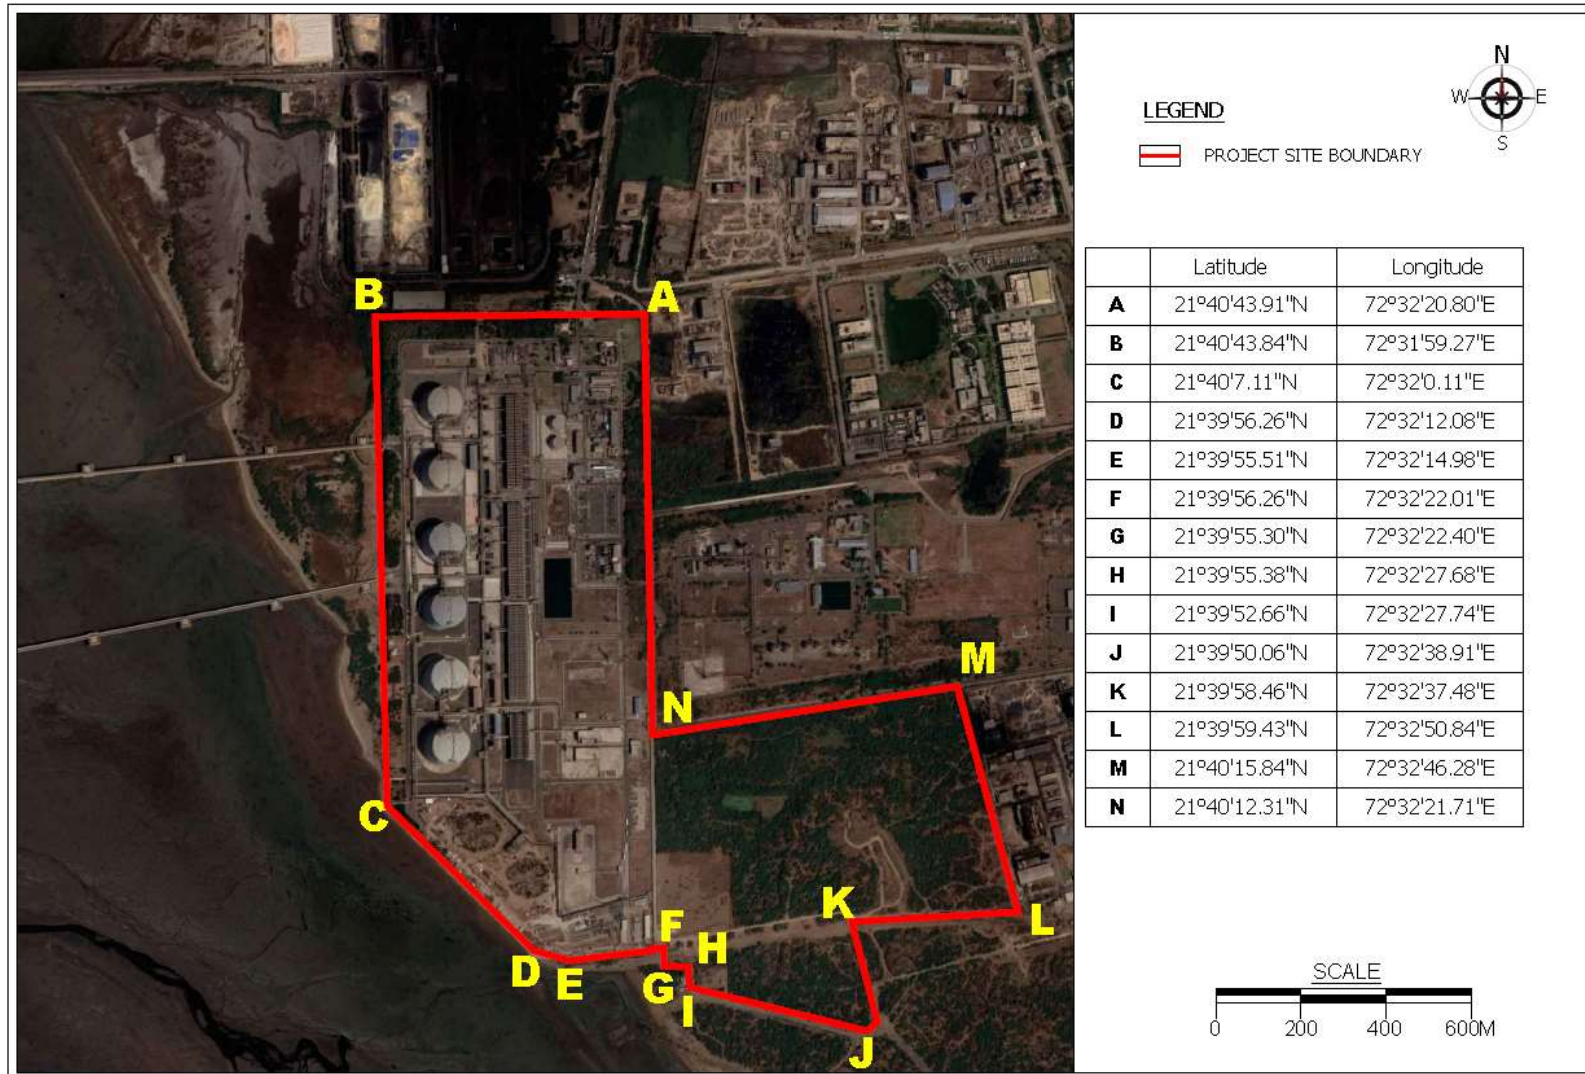 N
W E
S
LEGEND
PROJECT SITE BOUNDARY
B
A
M
N
C
K
L
F
H
D
E
G
I
J
Latitude Longitude
A 21°40'43.91"N 72°32'20.80"E
B 21°40'43.84"N 72°31'59.27"E
C 21°40'7.11"N 72°32'0.11"E
D 21°39'56.26"N 72°32'12.08"E
E 21°39'55.51"N 72°32'14.98"E
F 21°39'56.26"N 72°32'22.01"E
G 21°39'55.30"N 72°32'22.40"E
H 21°39'55.38"N 72°32'27.68"E
I 21°39'52.66"N 72°32'27.74"E
J 21°39'50.06"N 72°32'38.91"E
K 21°39'58.46"N 72°32'37.48"E
L 21°39'59.43"N 72°32'50.84"E
M 21°40'15.84"N 72°32'46.28"E
N 21°40'12.31"N 72°32'21.71"E
SCALE
0 200 400 600M